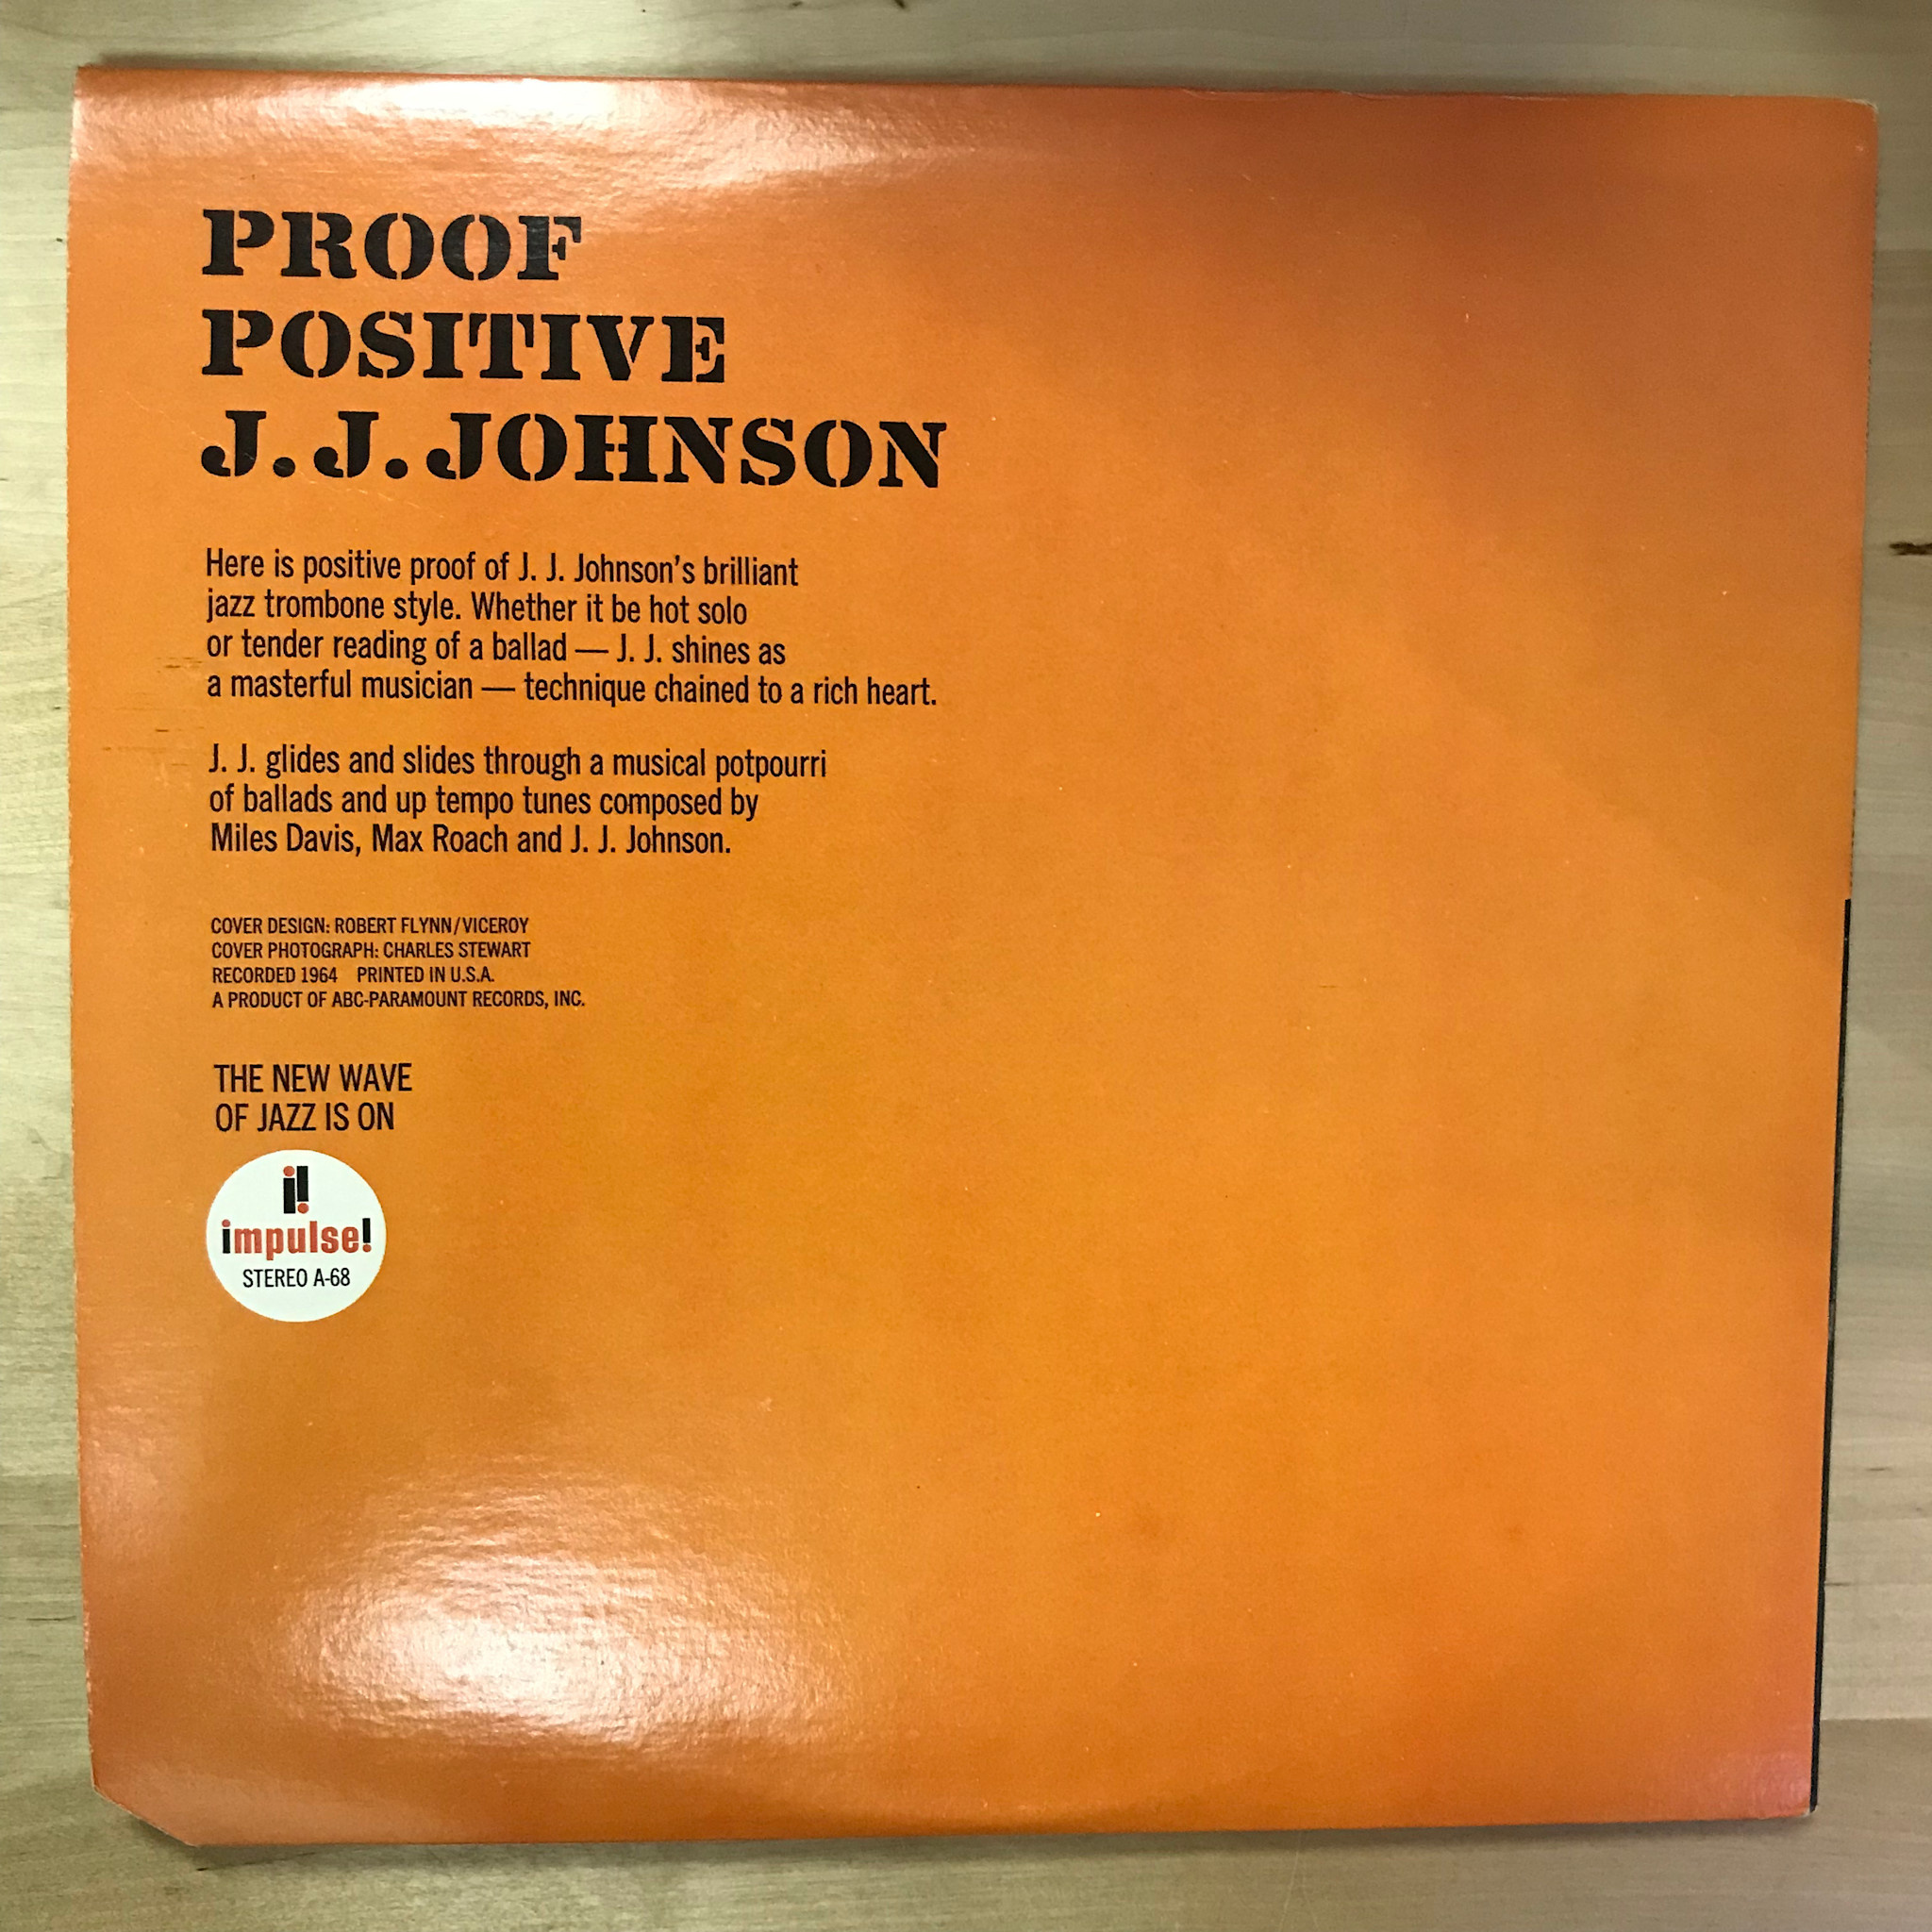 PROOF
POSITIVE
J. J. JOHNSON
Here is positive proof of J. J. Johnson's brilliant
jazz trombone style. Whether it be hot solo
or tender reading of a ballad — J. J. shines as
a masterful musician — technique chained to a rich heart.
J. J. glides and slides through a musical potpourri
of ballads and up tempo tunes composed by
Miles Davis, Max Roach and J. J. Johnson.
COVER DESIGN: ROBERT FLYNN/VICEROY
COVER PHOTOGRAPH: CHARLES STEWART
RECORDED 1964 PRINTED IN U.S.A.
A PRODUCT OF ABC-PARAMOUNT RECORDS, INC.
THE NEW WAVE
OF JAZZ IS ON
i!
impulse!
STEREO A-68